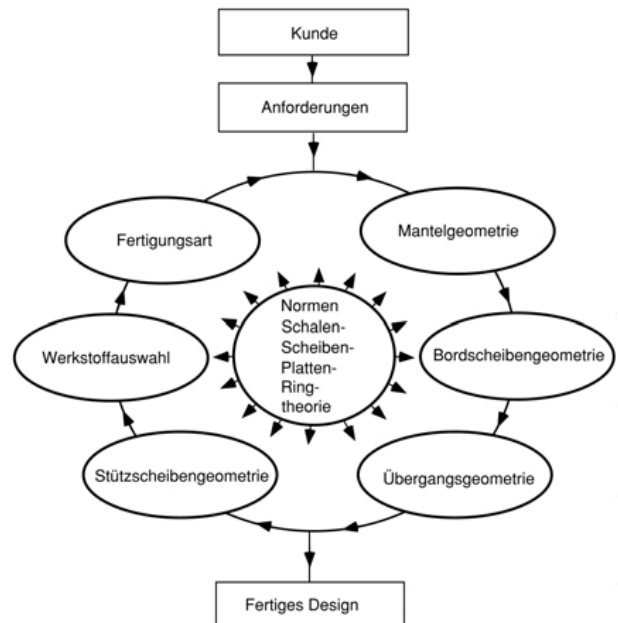 Kunde
Anforderungen
Fertigungsart
Mantelgeometrie
Normen
Schalen-
Scheiben-
Platten-
Ring-
theorie
Werkstoffauswahl
Bordscheibengeometrie
Stützscheibengeometrie
Übergangsgeometrie
Fertiges Design